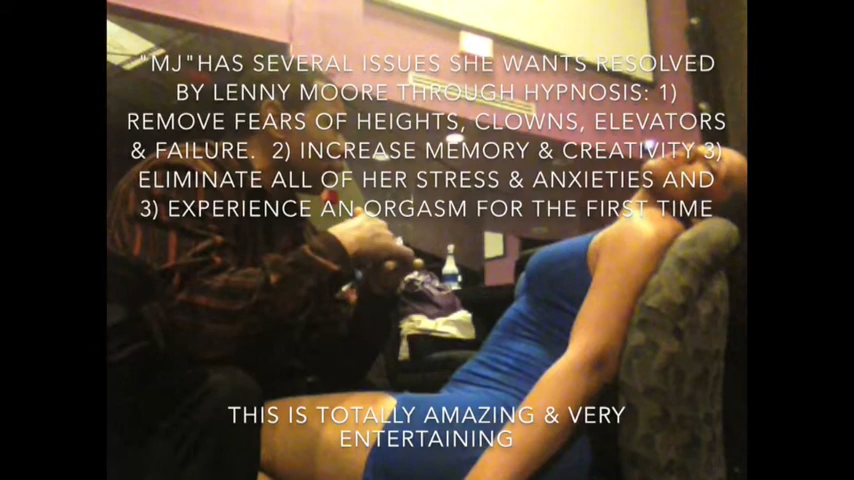 "MJ"HAS SEVERAL ISSUES SHE WANTS RESOLVED
BY LENNY MOORE THROUGH HYPNOSIS: 1)
REMOVE FEARS OF HEIGHTS, CLOWNS, ELEVATORS
& FAILURE. 2) INCREASE MEMORY & CREATIVITY 3)
ELIMINATE ALL OF HER STRESS & ANXIETIES AND
3) EXPERIENCE AN ORGASM FOR THE FIRST TIME
THIS IS TOTALLY AMAZING & VERY
ENTERTAINING